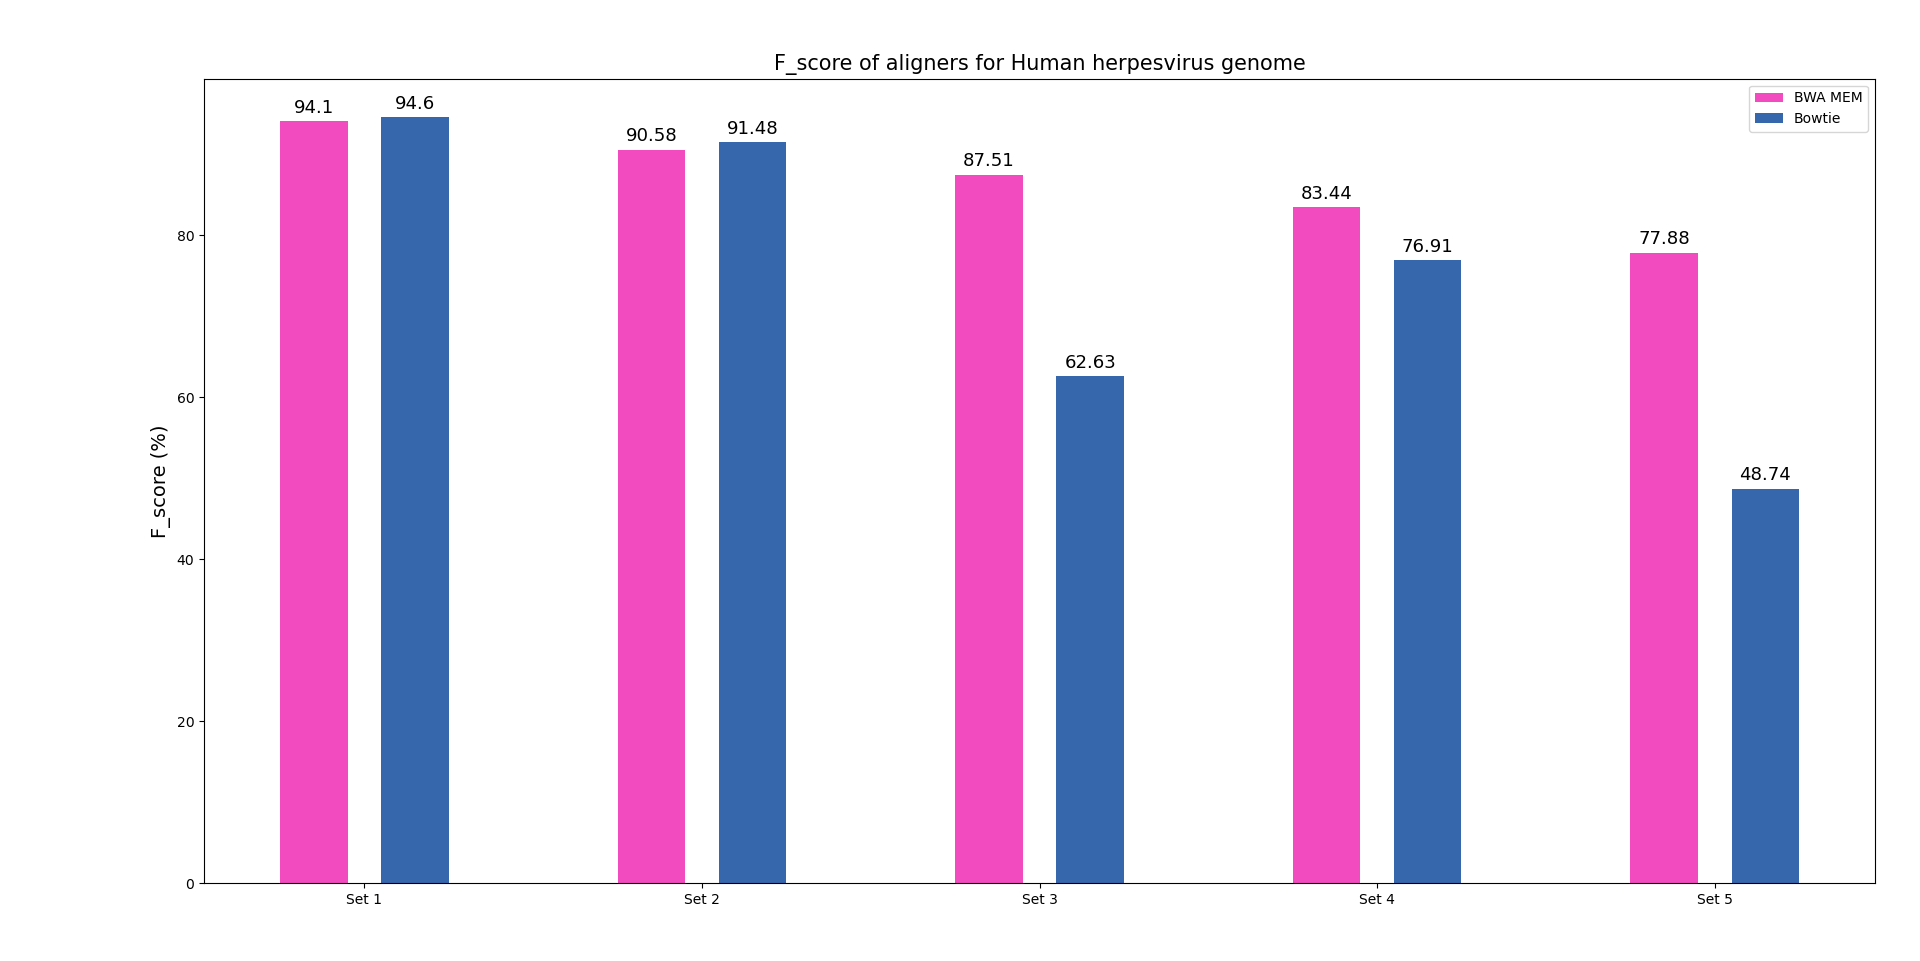 F_score of aligners for Human herpesvirus genome
BWA MEM
Bowtie
94.1
94.6
90.58
91.48
87.51
62.63
83.44
76.91
77.88
48.74
F_score (%)
80
60
40
20
0
Set 1
Set 2
Set 3
Set 4
Set 5